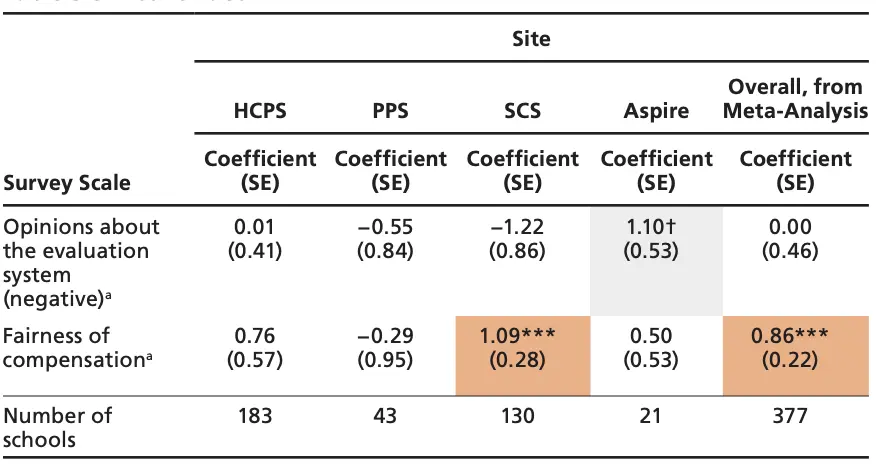 Site
HCPS PPS SCS Aspire Overall, from Meta-Analysis
Survey Scale Coefficient (SE) Coefficient (SE) Coefficient (SE) Coefficient (SE) Coefficient (SE)
Opinions about 0.01 −0.55 −1.22 1.10† 0.00
the evaluation (0.41) (0.84) (0.86) (0.53) (0.46)
system
(negative)ᵃ
Fairness of 0.76 −0.29 1.09*** 0.50 0.86***
compensationᵃ (0.57) (0.95) (0.28) (0.53) (0.22)
Number of 183 43 130 21 377
schools